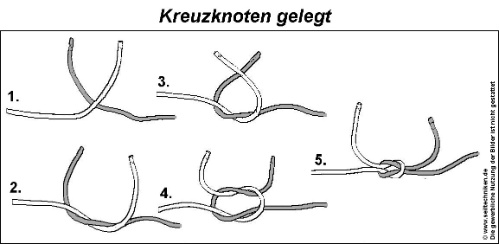 Kreuzknoten gelegt
1.
2.
3.
4.
5.
© www.seiltechniken.de
Die gewerbliche Nutzung der Bilder ist nicht gestattet